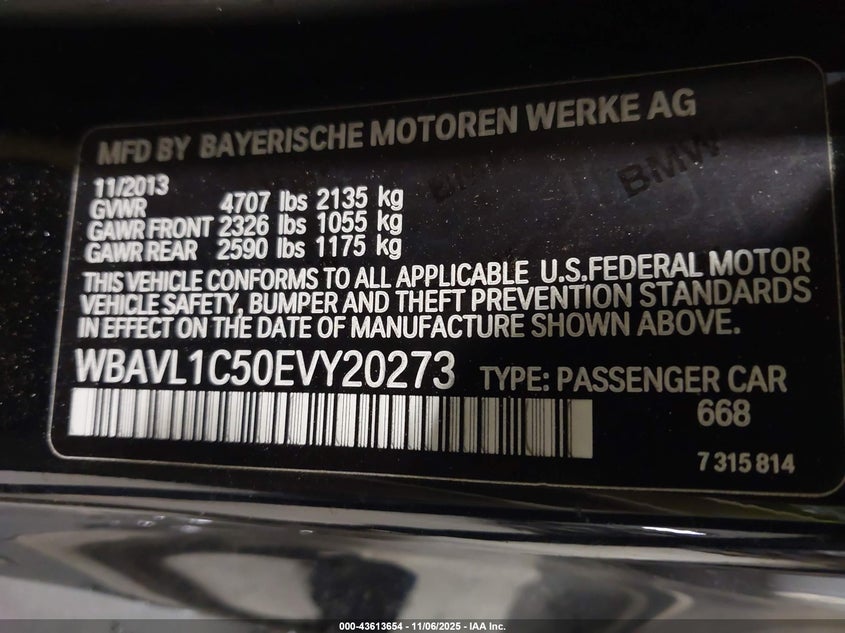 MFD BY BAYERISCHE MOTOREN WERKE AG
BMW
BMW
11/2013
GVWR 4707 lbs 2135 kg
GAWR FRONT 2326 lbs 1055 kg
GAWR REAR 2590 lbs 1175 kg
THIS VEHICLE CONFORMS TO ALL APPLICABLE U.S.FEDERAL MOTOR
VEHICLE SAFETY, BUMPER AND THEFT PREVENTION STANDARDS
IN EFFECT ON THE DATE OF MANUFACTURE SHOWN ABOVE.
WBAVL1C50EVY20273 TYPE: PASSENGER CAR
668
7 315 814
000-43613654 | 11/06/2025 - IAA Inc.